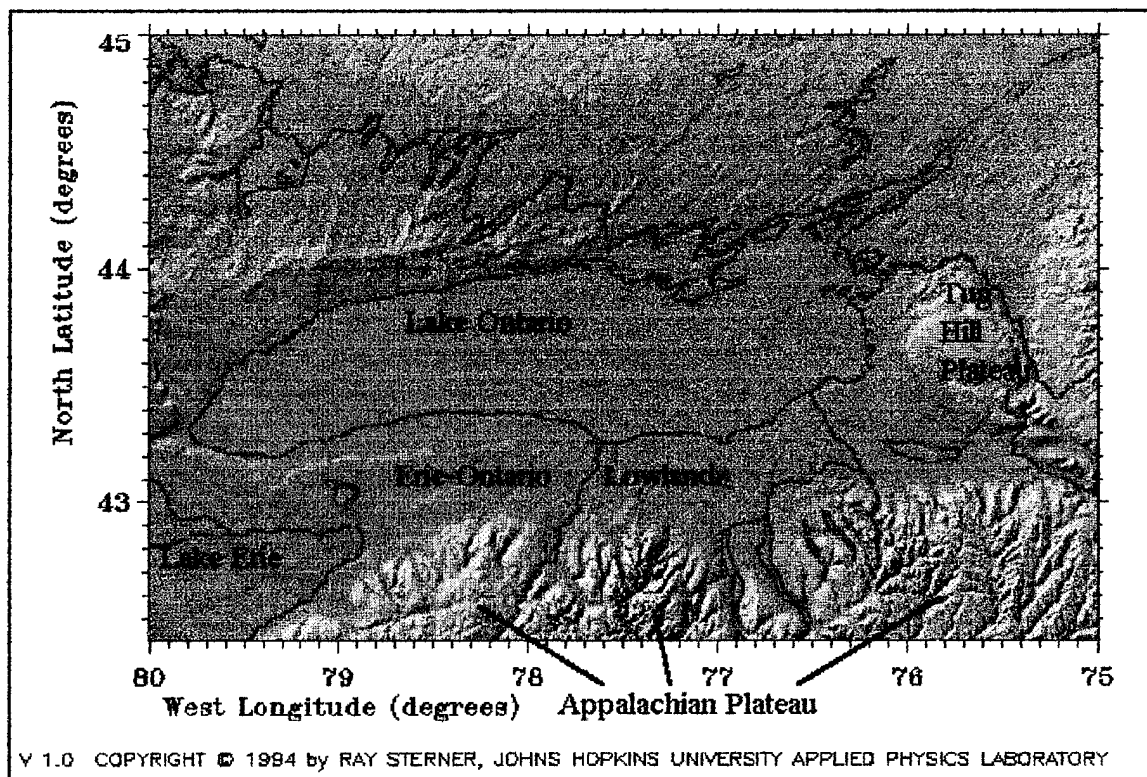 45
44
43
North Latitude (degrees)
Lake Ontario
Tug
Hill
Plateau
Erie-Ontario Lowlands
Lake Erie
80 79 78 77 76 75
West Longitude (degrees) Appalachian Plateau
V 1.0 COPYRIGHT © 1994 by RAY STERNER, JOHNS HOPKINS UNIVERSITY APPLIED PHYSICS LABORATORY